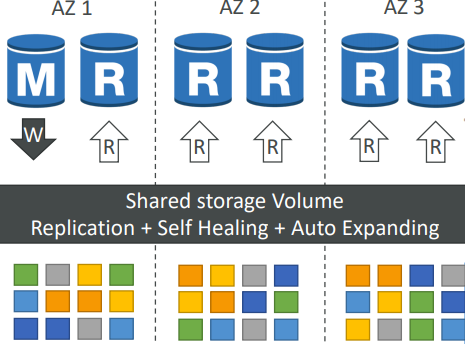 AZ 1 AZ 2 AZ 3
M R R R R R
W R R R R R
Shared storage Volume
Replication + Self Healing + Auto Expanding